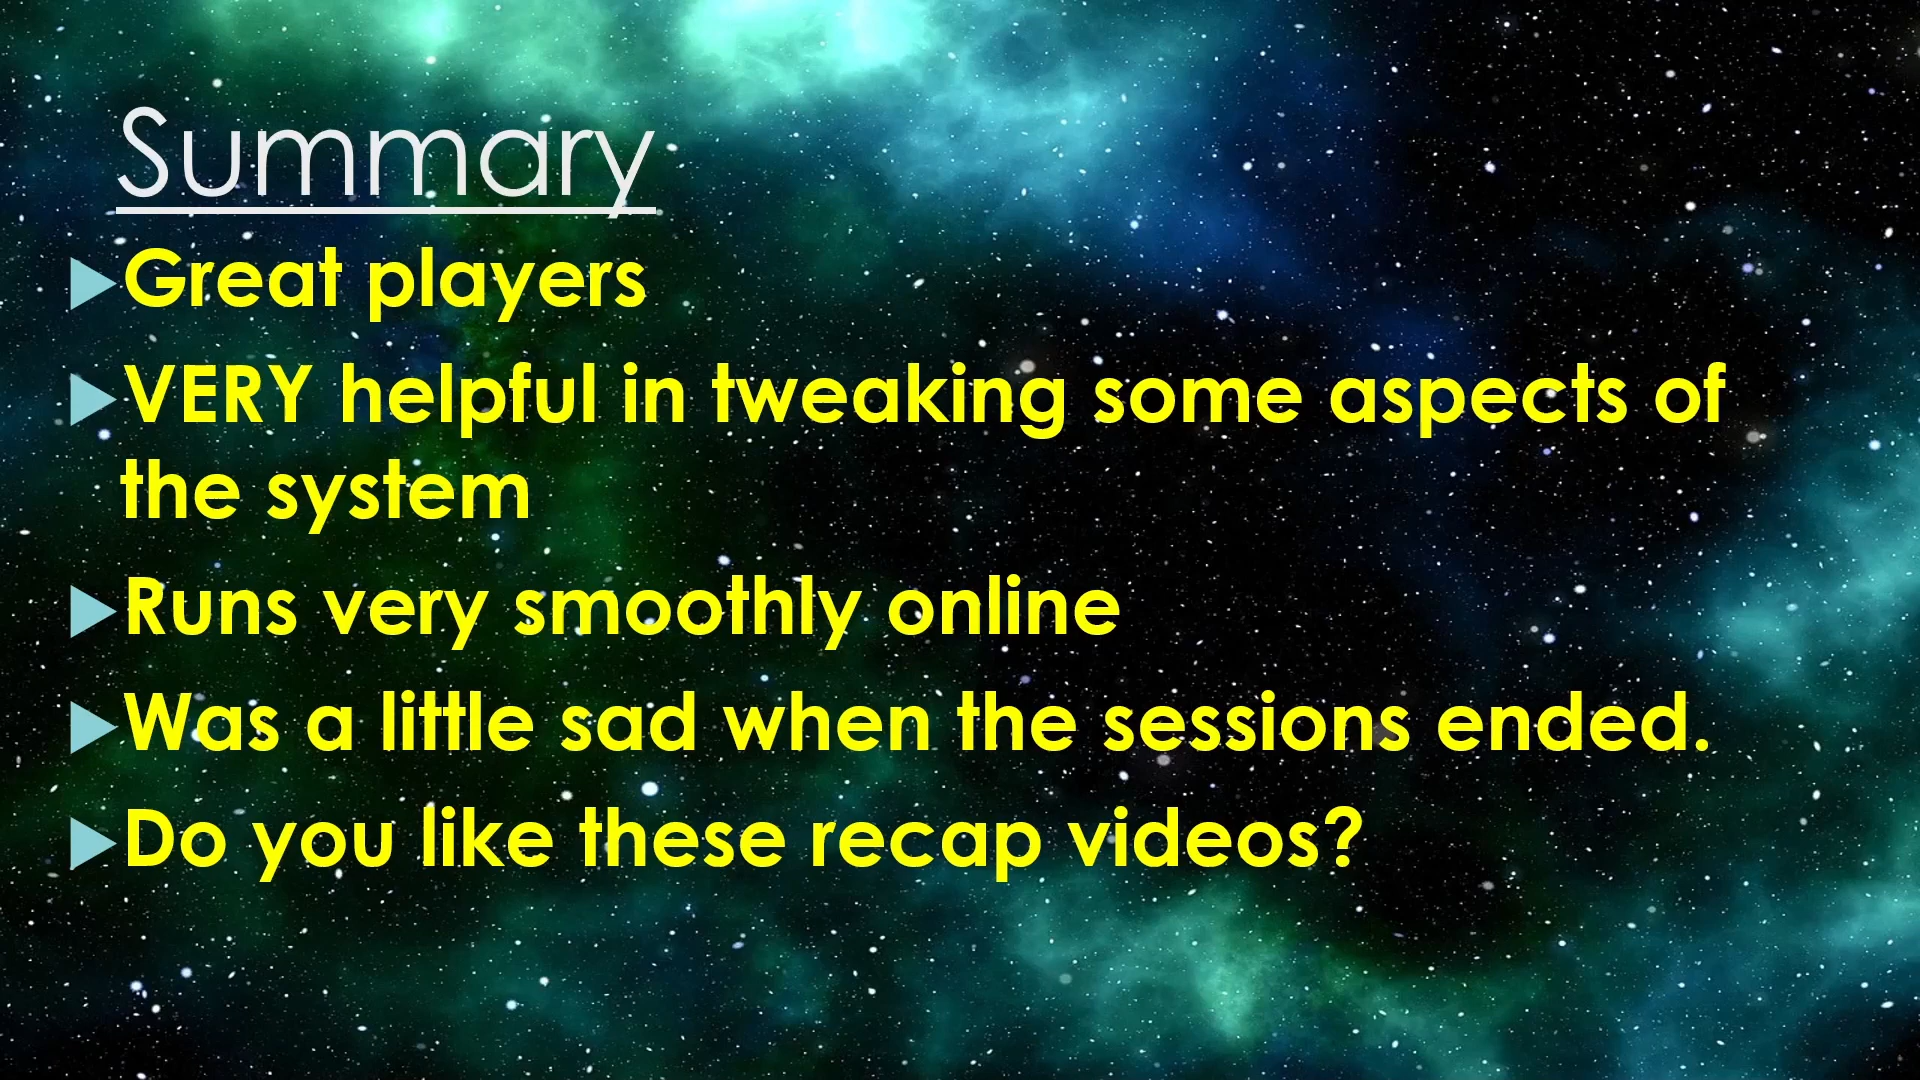 Summary
Great players
VERY helpful in tweaking some aspects of
the system
Runs very smoothly online
Was a little sad when the sessions ended.
Do you like these recap videos?